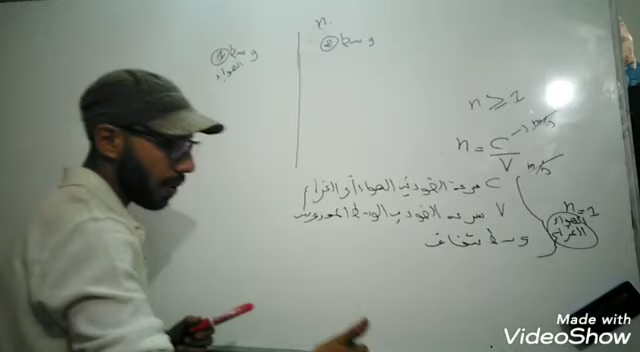 n
وسط ②
وسط ①
الهواء
n ≥ 1
n = C → m/s
V m/s
C سرعة الضوء في الهواء أو الفراغ
V سرعة الضوء في الوسط المدروس
وسط شفاف
n = 1
الهواء
الفراغ
Made with
VideoShow